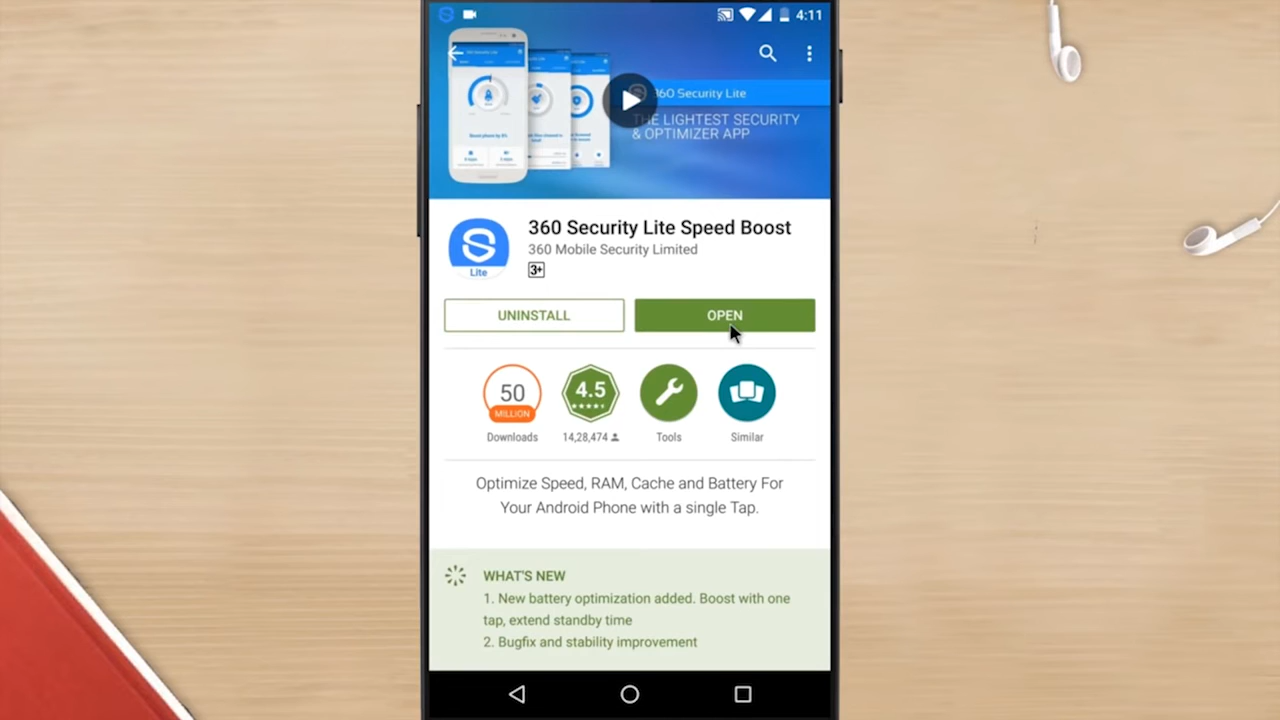 4:11
360 Security Lite
THE LIGHTEST SECURITY
& OPTIMIZER APP
360 Security Lite Speed Boost
360 Mobile Security Limited
3+
Lite
UNINSTALL
OPEN
50
MILLION
4.5
Downloads
14,28,474
Tools
Similar
Optimize Speed, RAM, Cache and Battery For
Your Android Phone with a single Tap.
WHAT'S NEW
1. New battery optimization added. Boost with one
tap, extend standby time
2. Bugfix and stability improvement